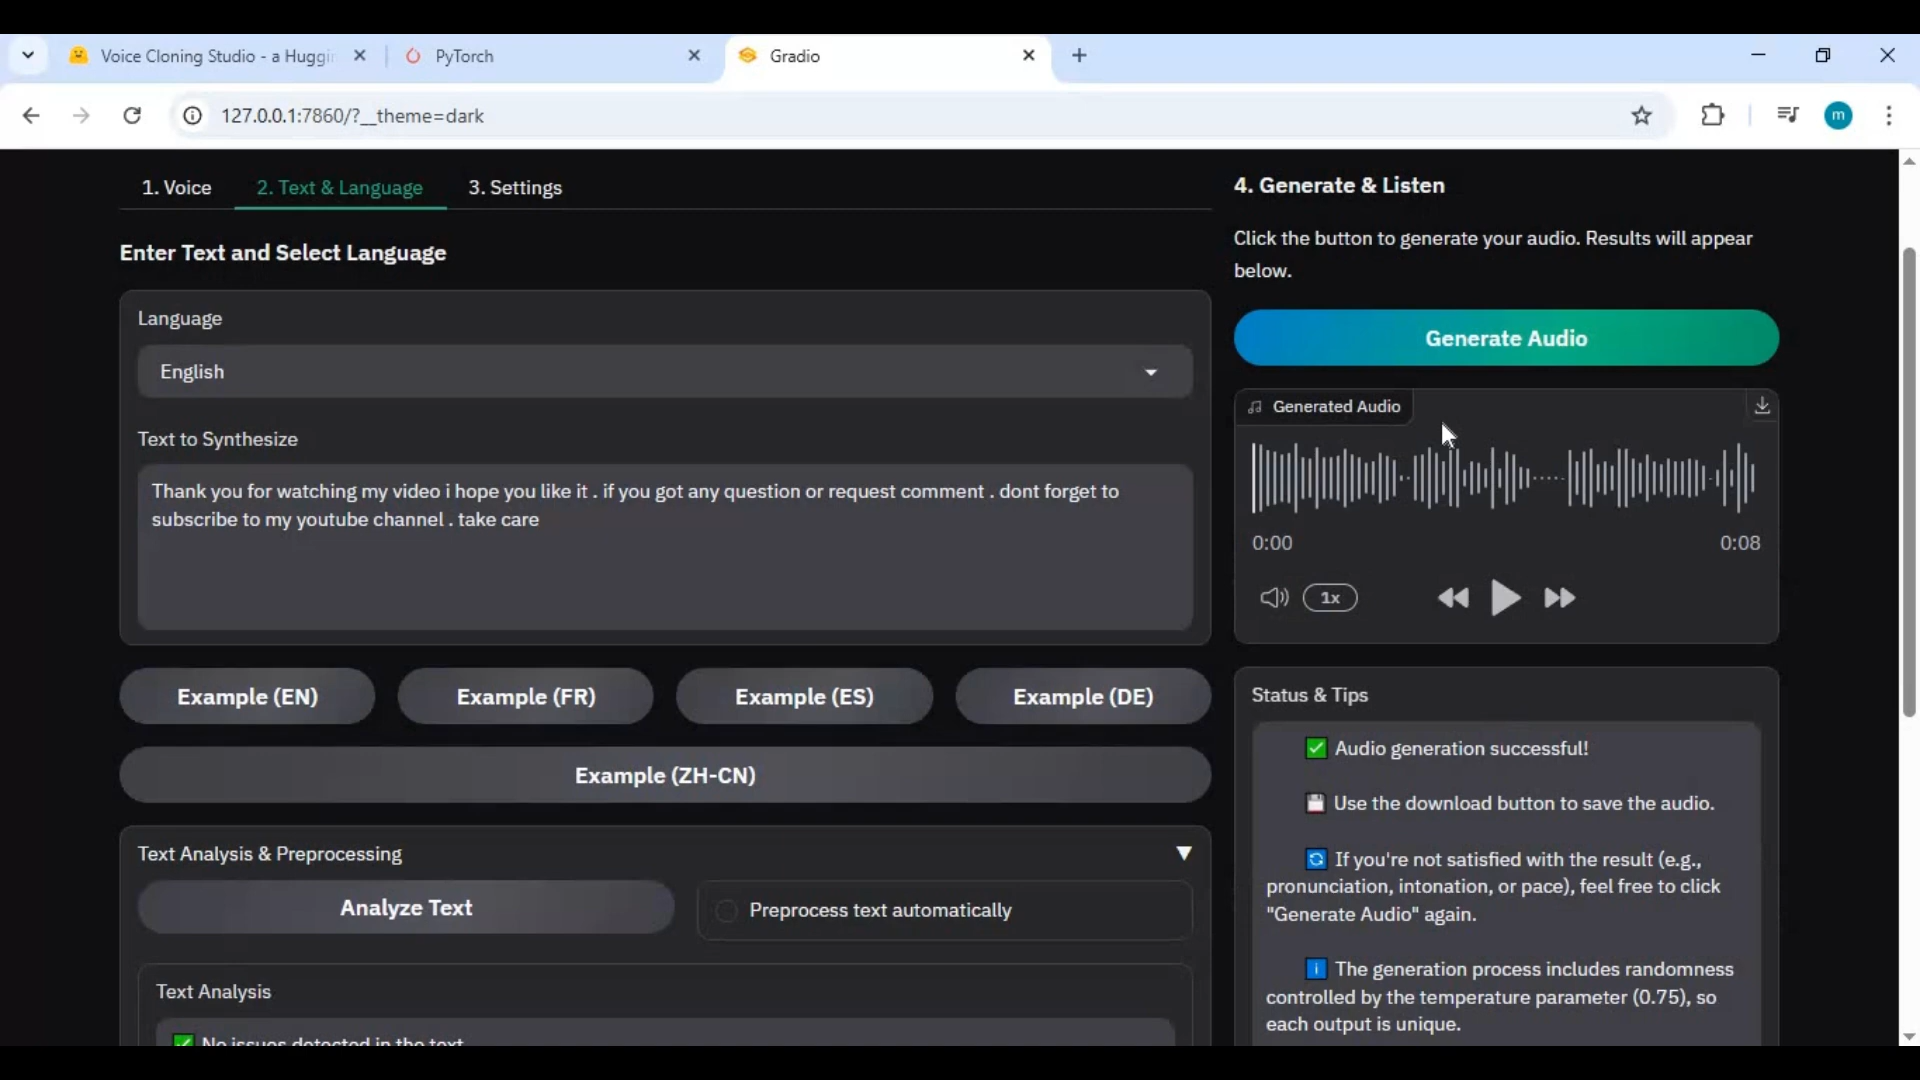 Voice Cloning Studio - a Huggin
PyTorch
Gradio
127.0.0.1:7860/?__theme=dark
m
1. Voice
2. Text & Language
3. Settings
Enter Text and Select Language
Language
English
Text to Synthesize
Thank you for watching my video i hope you like it . if you got any question or request comment . dont forget to
subscribe to my youtube channel . take care
Example (EN)
Example (FR)
Example (ES)
Example (DE)
Example (ZH-CN)
Text Analysis & Preprocessing
Analyze Text
Preprocess text automatically
Text Analysis
No issues detected in the text
4. Generate & Listen
Click the button to generate your audio. Results will appear
below.
Generate Audio
Generated Audio
0:00
0:08
1x
Status & Tips
Audio generation successful!
Use the download button to save the audio.
If you're not satisfied with the result (e.g.,
pronunciation, intonation, or pace), feel free to click
"Generate Audio" again.
The generation process includes randomness
controlled by the temperature parameter (0.75), so
each output is unique.